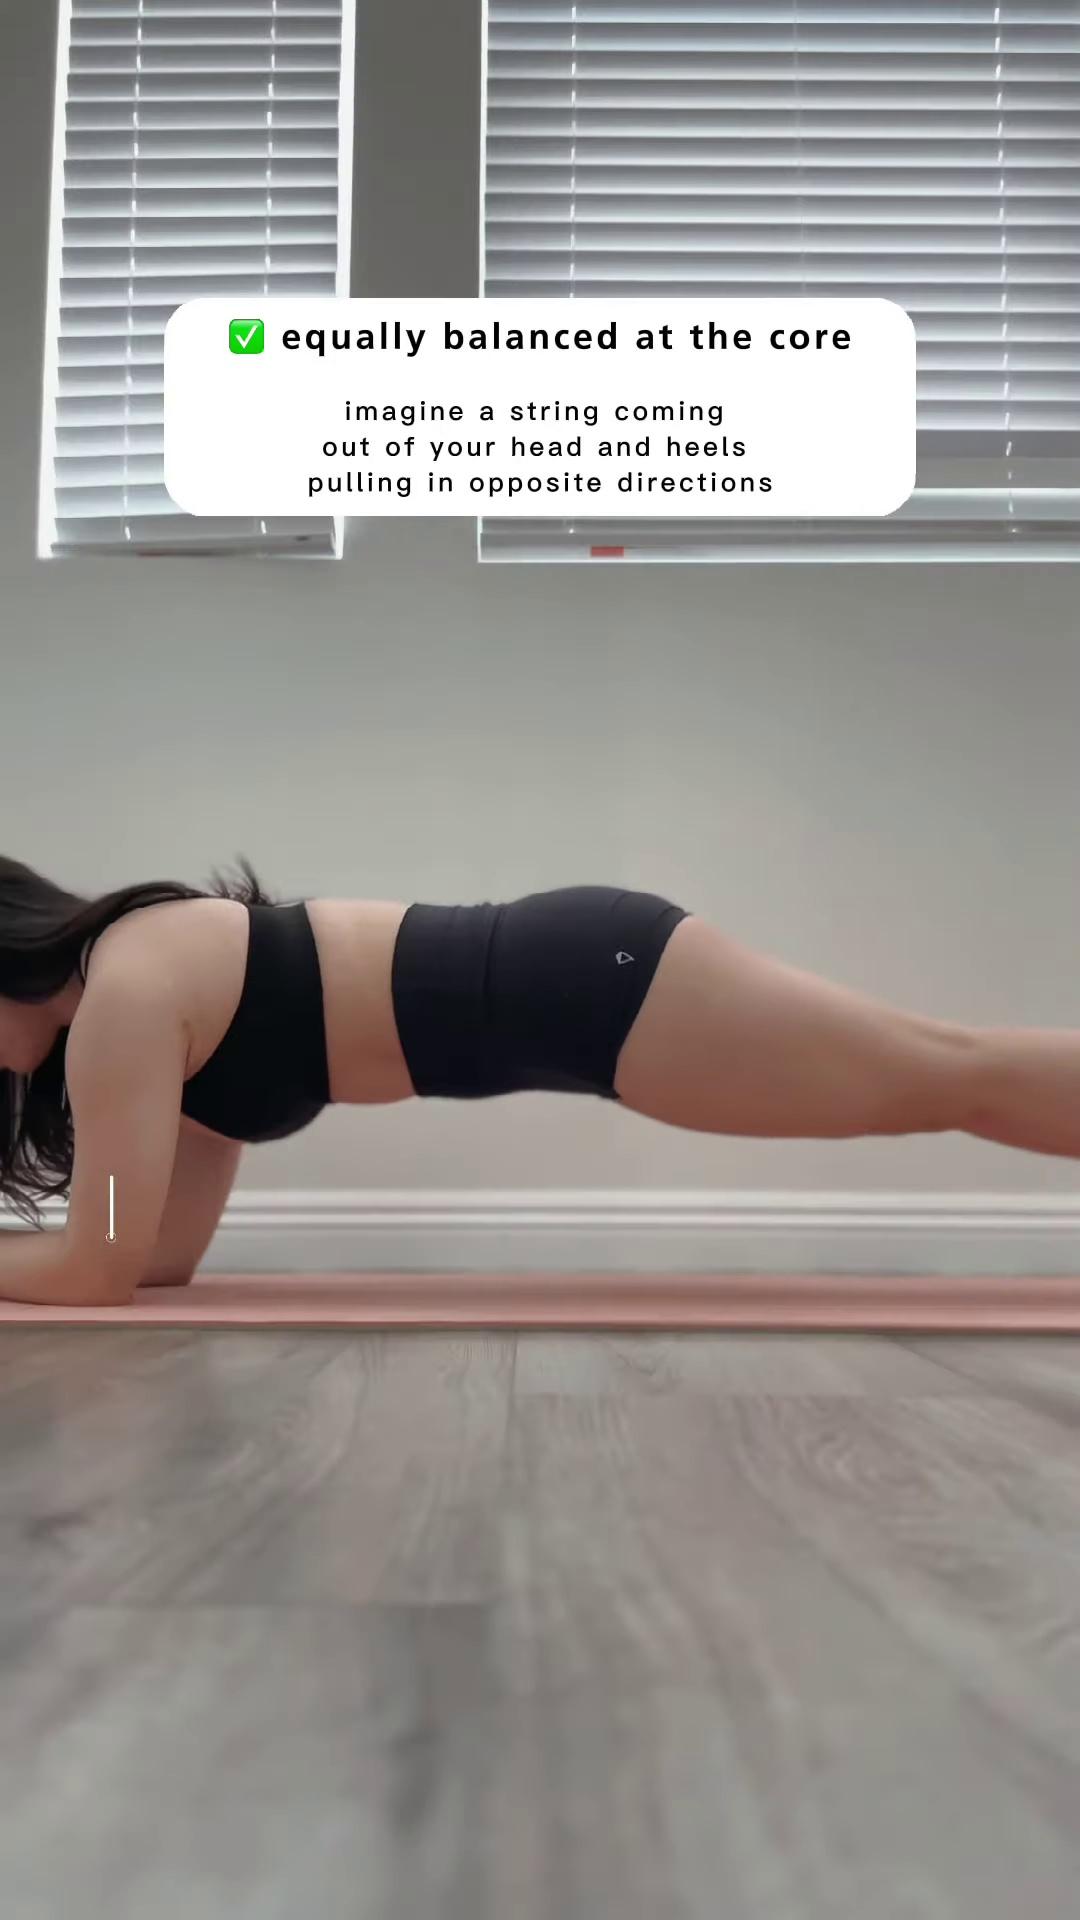 ✅ equally balanced at the core
imagine a string coming
out of your head and heels
pulling in opposite directions